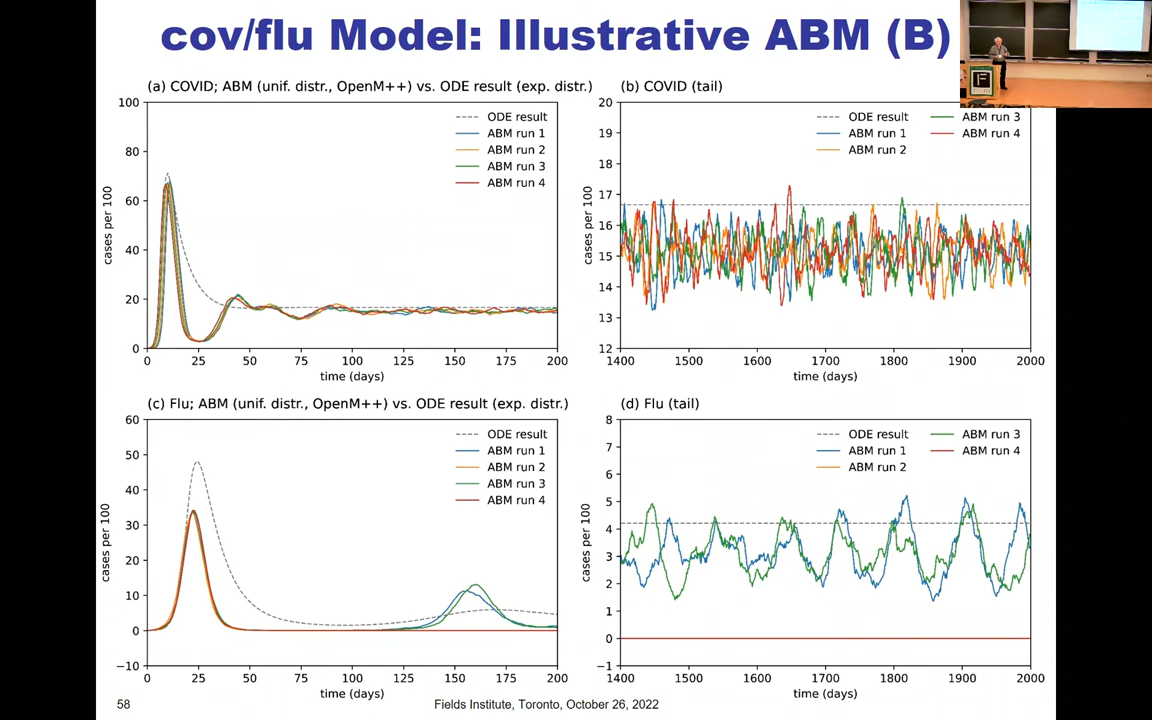 cov/flu Model: Illustrative ABM (B)
(a) COVID; ABM (unif. distr., OpenM++) vs. ODE result (exp. distr.)
100
80
60
40
20
0
cases per 100
ODE result
ABM run 1
ABM run 2
ABM run 3
ABM run 4
0 25 50 75 100 125 150 175 200
time (days)
(b) COVID (tail)
20
19
18
17
16
15
14
13
12
cases per 100
ODE result
ABM run 1
ABM run 2
ABM run 3
ABM run 4
1400 1500 1600 1700 1800 1900 2000
time (days)
(c) Flu; ABM (unif. distr., OpenM++) vs. ODE result (exp. distr.)
60
50
40
30
20
10
0
−10
cases per 100
ODE result
ABM run 1
ABM run 2
ABM run 3
ABM run 4
0 25 50 75 100 125 150 175 200
time (days)
(d) Flu (tail)
8
7
6
5
4
3
2
1
0
−1
cases per 100
ODE result
ABM run 1
ABM run 2
ABM run 3
ABM run 4
1400 1500 1600 1700 1800 1900 2000
time (days)
58
Fields Institute, Toronto, October 26, 2022